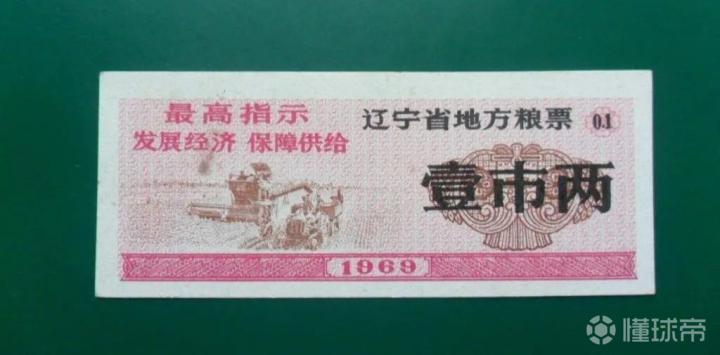 最高指示
发展经济 保障供给
辽宁省地方粮票 0.1
壹市两
1969
懂球帝